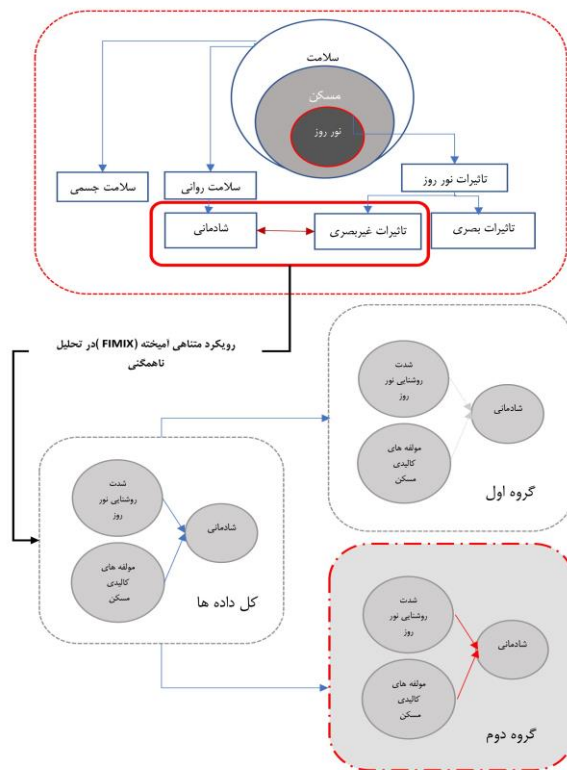 سلامت
مسکن
نور روز
سلامت جسمی
سلامت روانی
تاثیرات نور روز
شادمانی
تاثیرات غیربصری
تاثیرات بصری
رویکرد متناهی آمیخته (FIMIX )در تحلیل
ناهمگنی
شدت
روشنایی نور
روز
شادمانی
مولفه های
کالبدی
مسکن
گروه اول
شدت
روشنایی نور
روز
شادمانی
مولفه های
کالبدی
مسکن
کل داده ها
شدت
روشنایی نور
روز
شادمانی
مولفه های
کالبدی
مسکن
گروه دوم